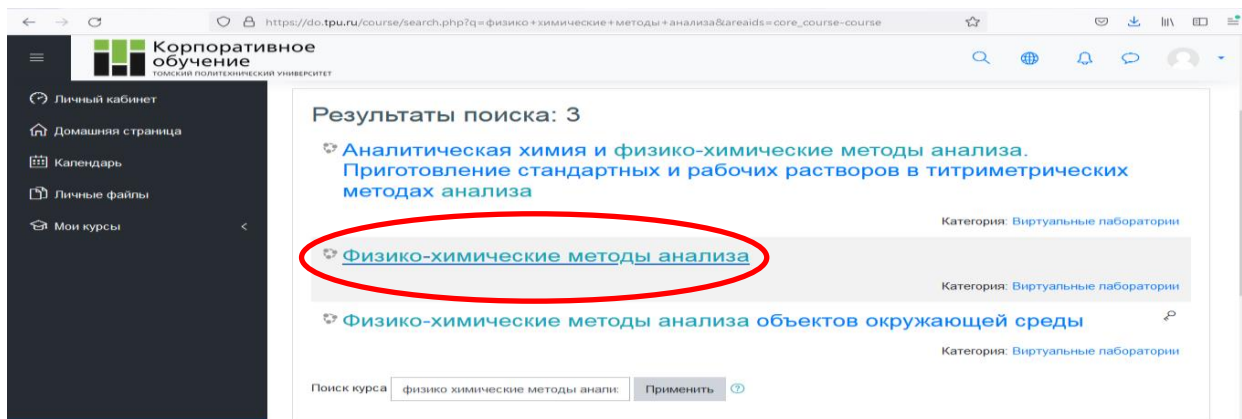 https://do.tpu.ru/course/search.php?q=физико+химические+методы+анализа&areaids=core_course-course
Корпоративное
обучение
ТОМСКИЙ ПОЛИТЕХНИЧЕСКИЙ УНИВЕРСИТЕТ
Личный кабинет
Домашняя страница
Календарь
Личные файлы
Мои курсы
Результаты поиска: 3
Аналитическая химия и физико-химические методы анализа.
Приготовление стандартных и рабочих растворов в титриметрических
методах анализа
Категория: Виртуальные лаборатории
Физико-химические методы анализа
Категория: Виртуальные лаборатории
Физико-химические методы анализа объектов окружающей среды
Категория: Виртуальные лаборатории
Поиск курса физико химические методы анали Применить